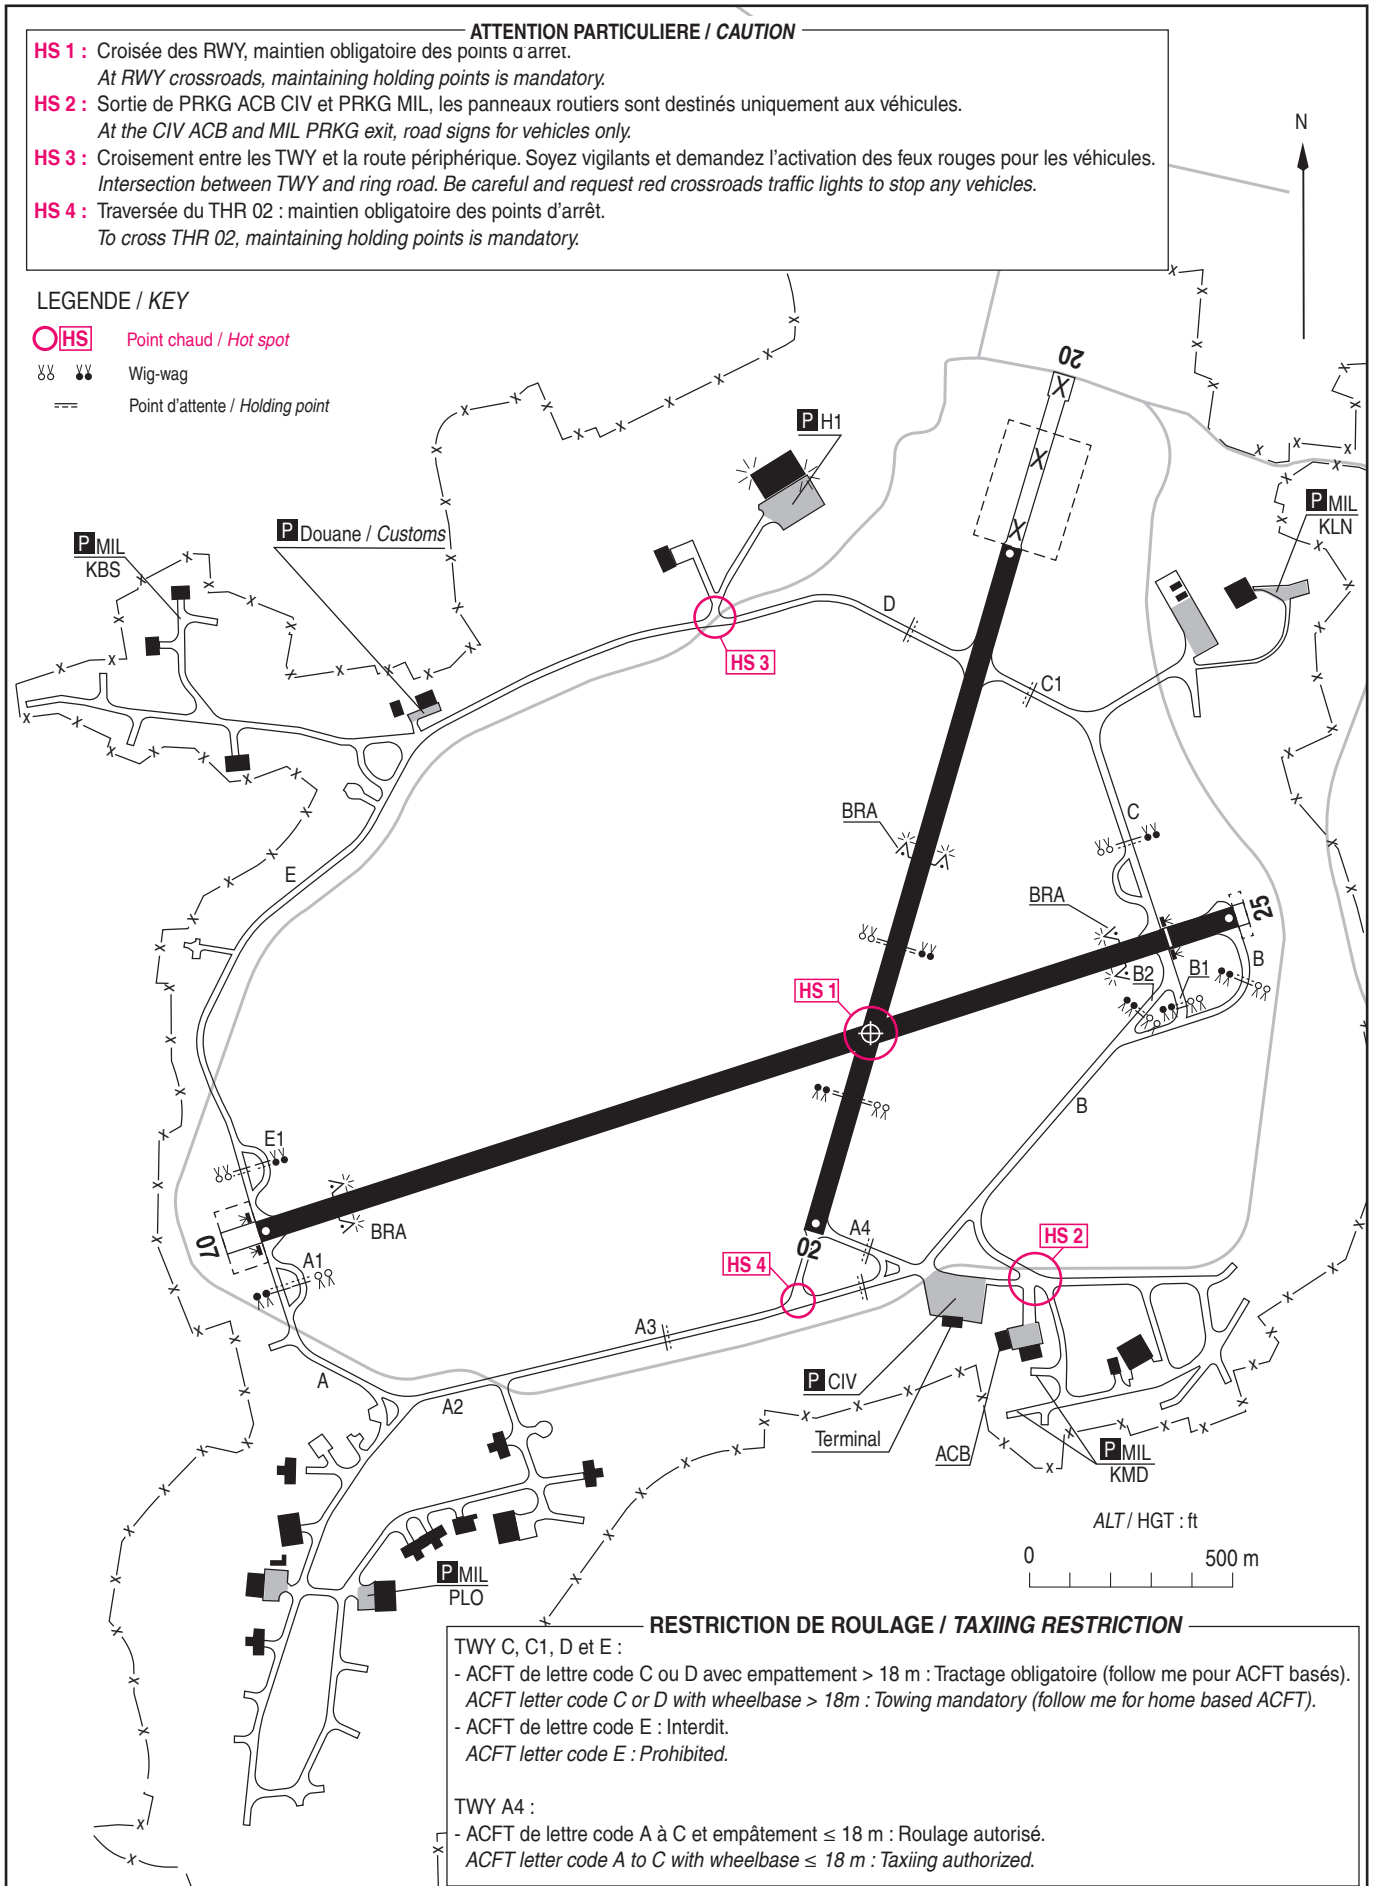 ATTENTION PARTICULIERE / CAUTION
HS 1 : Croisée des RWY, maintien obligatoire des points d'arrêt.
At RWY crossroads, maintaining holding points is mandatory.
HS 2 : Sortie de PRKG ACB CIV et PRKG MIL, les panneaux routiers sont destinés uniquement aux véhicules.
At the CIV ACB and MIL PRKG exit, road signs for vehicles only.
HS 3 : Croisement entre les TWY et la route périphérique. Soyez vigilants et demandez l'activation des feux rouges pour les véhicules.
Intersection between TWY and ring road. Be careful and request red crossroads traffic lights to stop any vehicles.
HS 4 : Traversée du THR 02 : maintien obligatoire des points d'arrêt.
To cross THR 02, maintaining holding points is mandatory.
N
LEGENDE / KEY
HS Point chaud / Hot spot
Wig-wag
Point d'attente / Holding point
20
P H1
P MIL
KLN
P Douane / Customs
P MIL
KBS
D
HS 3
C1
BRA
C
E
BRA
25
B
B2
B1
HS 1
B
E1
BRA
07
A1
A4
02
HS 2
HS 4
A3
A
A2
P CIV
Terminal
ACB
P MIL
KMD
ALT / HGT : ft
0 500 m
P MIL
PLO
RESTRICTION DE ROULAGE / TAXIING RESTRICTION
TWY C, C1, D et E :
- ACFT de lettre code C ou D avec empattement > 18 m : Tractage obligatoire (follow me pour ACFT basés).
ACFT letter code C or D with wheelbase > 18m : Towing mandatory (follow me for home based ACFT).
- ACFT de lettre code E : Interdit.
ACFT letter code E : Prohibited.
TWY A4 :
- ACFT de lettre code A à C et empâtement ≤ 18 m : Roulage autorisé.
ACFT letter code A to C with wheelbase ≤ 18 m : Taxiing authorized.